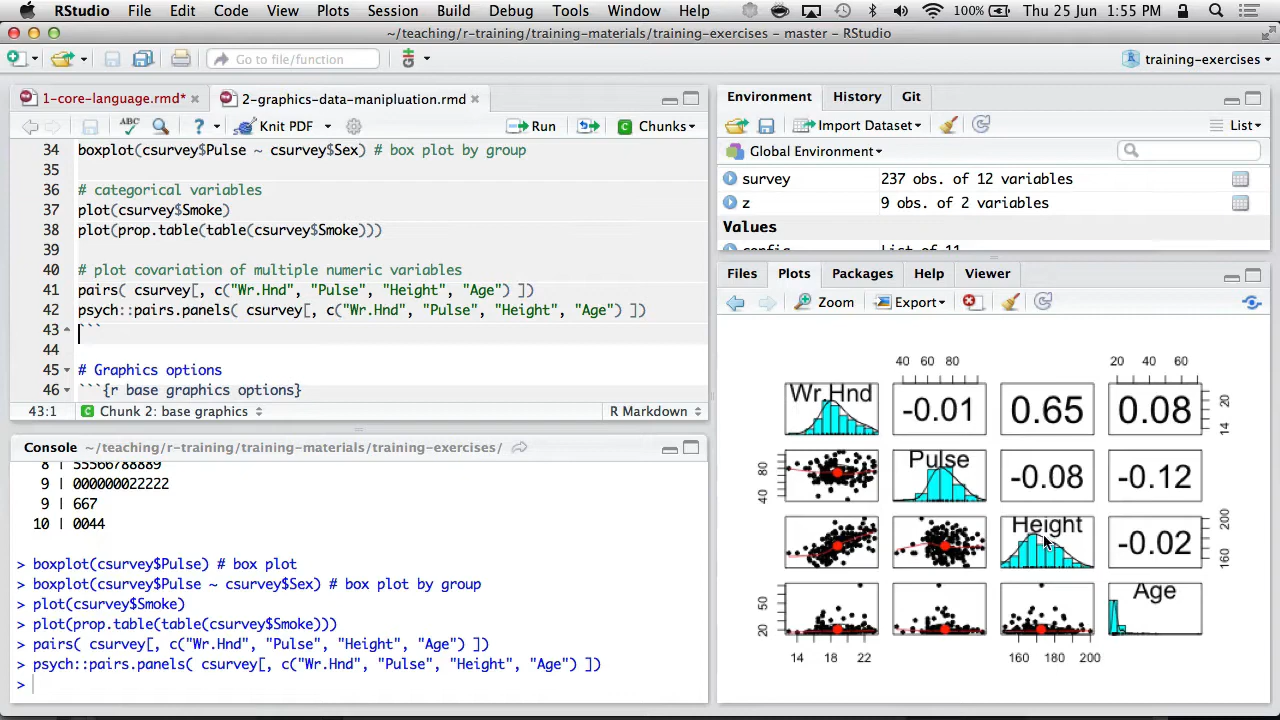 RStudio File Edit Code View Plots Session Build Debug Tools Window Help 100% Thu 25 Jun 1:55 PM
~/teaching/r-training/training-materials/training-exercises - master - RStudio
Go to file/function training-exercises
1-core-language.rmd* 2-graphics-data-manipluation.rmd
ABC ? Knit PDF Run Chunks
34 boxplot(csurvey$Pulse ~ csurvey$Sex) # box plot by group
35
36 # categorical variables
37 plot(csurvey$Smoke)
38 plot(prop.table(table(csurvey$Smoke)))
39
40 # plot covariation of multiple numeric variables
41 pairs( csurvey[, c("Wr.Hnd", "Pulse", "Height", "Age") ])
42 psych::pairs.panels( csurvey[, c("Wr.Hnd", "Pulse", "Height", "Age") ])
43 ```
44
45 # Graphics options
46 ```{r base graphics options}
43:1 Chunk 2: base graphics R Markdown
Console ~/teaching/r-training/training-materials/training-exercises/
8 | 55566788889
9 | 000000022222
9 | 667
10 | 0044
> boxplot(csurvey$Pulse) # box plot
> boxplot(csurvey$Pulse ~ csurvey$Sex) # box plot by group
> plot(csurvey$Smoke)
> plot(prop.table(table(csurvey$Smoke)))
> pairs( csurvey[, c("Wr.Hnd", "Pulse", "Height", "Age") ])
> psych::pairs.panels( csurvey[, c("Wr.Hnd", "Pulse", "Height", "Age") ])
>
Environment History Git
Import Dataset List
Global Environment
survey 237 obs. of 12 variables
z 9 obs. of 2 variables
Values
config List of 11
Files Plots Packages Help Viewer
Zoom Export
40 60 80 20 40 60
Wr.Hnd -0.01 0.65 0.08 14 20
40 80 Pulse -0.08 -0.12
Height -0.02 160 200
20 50 Age
14 18 22 160 180 200